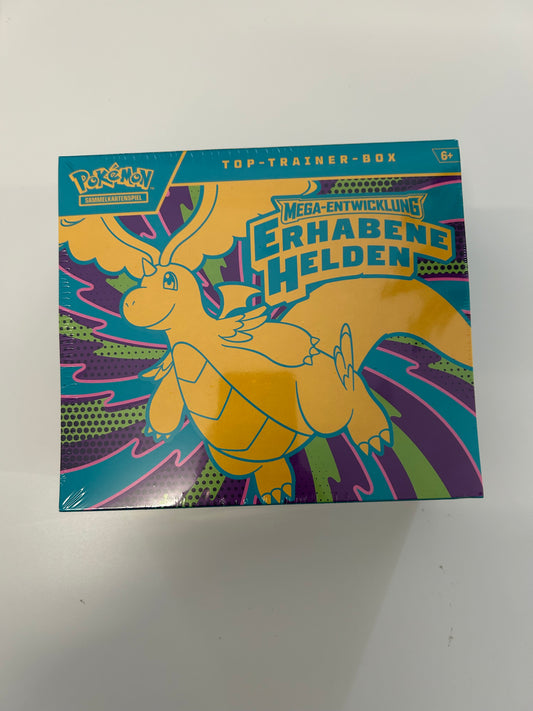 TOP-TRAINER-BOX
6+
POKÉMON
SAMMELKARTENSPIEL
MEGA-ENTWICKLUNG
ERHABENE
HELDEN